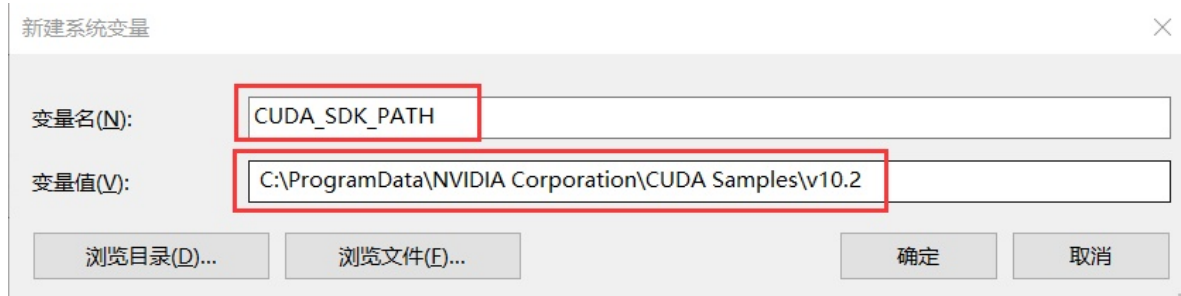 新建系统变量
变量名(N):
CUDA_SDK_PATH
变量值(V):
C:\ProgramData\NVIDIA Corporation\CUDA Samples\v10.2
浏览目录(D)...
浏览文件(F)...
确定
取消